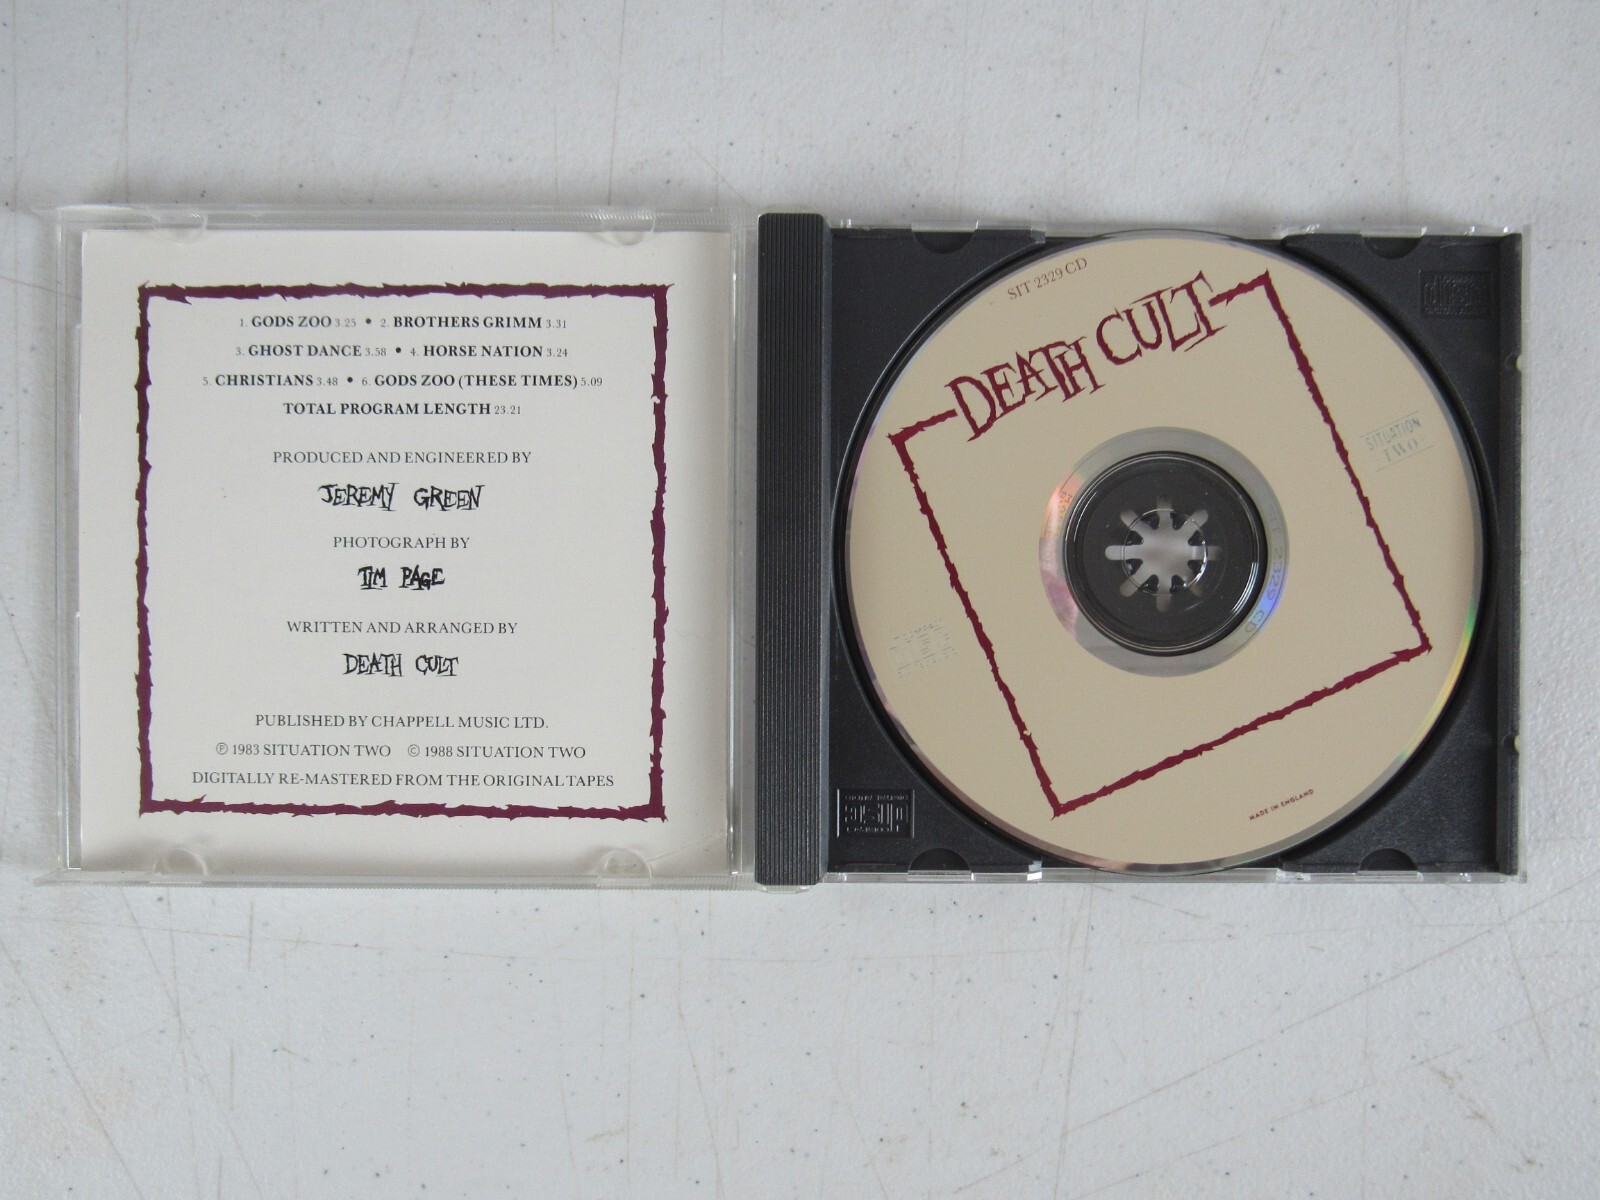 1. GODS ZOO 3.25 • 2. BROTHERS GRIMM 3.31
3. GHOST DANCE 3.58 • 4. HORSE NATION 3.24
5. CHRISTIANS 3.48 • 6. GODS ZOO (THESE TIMES) 5.09
TOTAL PROGRAM LENGTH 23.21
PRODUCED AND ENGINEERED BY
JEREMY GREEN
PHOTOGRAPH BY
TIM PAGE
WRITTEN AND ARRANGED BY
DEATH CULT
PUBLISHED BY CHAPPELL MUSIC LTD.
℗ 1983 SITUATION TWO © 1988 SITUATION TWO
DIGITALLY RE-MASTERED FROM THE ORIGINAL TAPES
SIT 2329 CD
DEATH CULT
SITUATION
TWO
2329 CD
MADE IN ENGLAND
disc